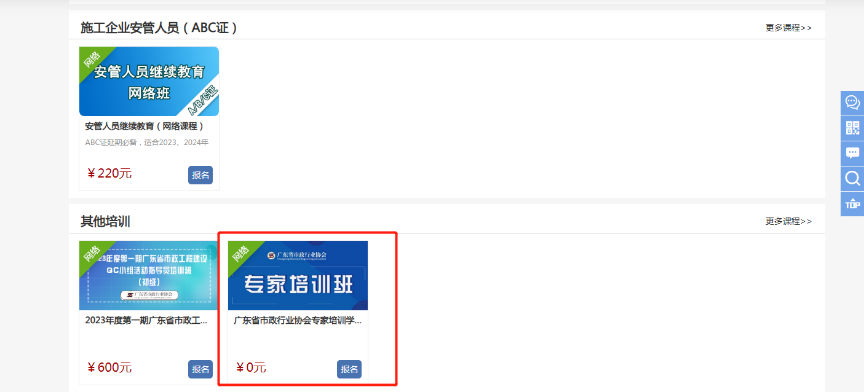 施工企业安管人员（ABC证）
更多课程>>
网络
安管人员继续教育
网络班
A/B/C证
安管人员继续教育（网络课程）
ABC证延期必备，适合2023、2024年
￥220元
报名
其他培训
更多课程>>
网络
2023年度第一期广东省市政工程建设
QC小组活动指导员培训班
（初级）
广东省市政行业协会
2023年度第一期广东省市政工...
￥600元
报名
网络
广东省市政行业协会
专家培训班
广东省市政行业协会专家培训学...
￥0元
报名
TOP